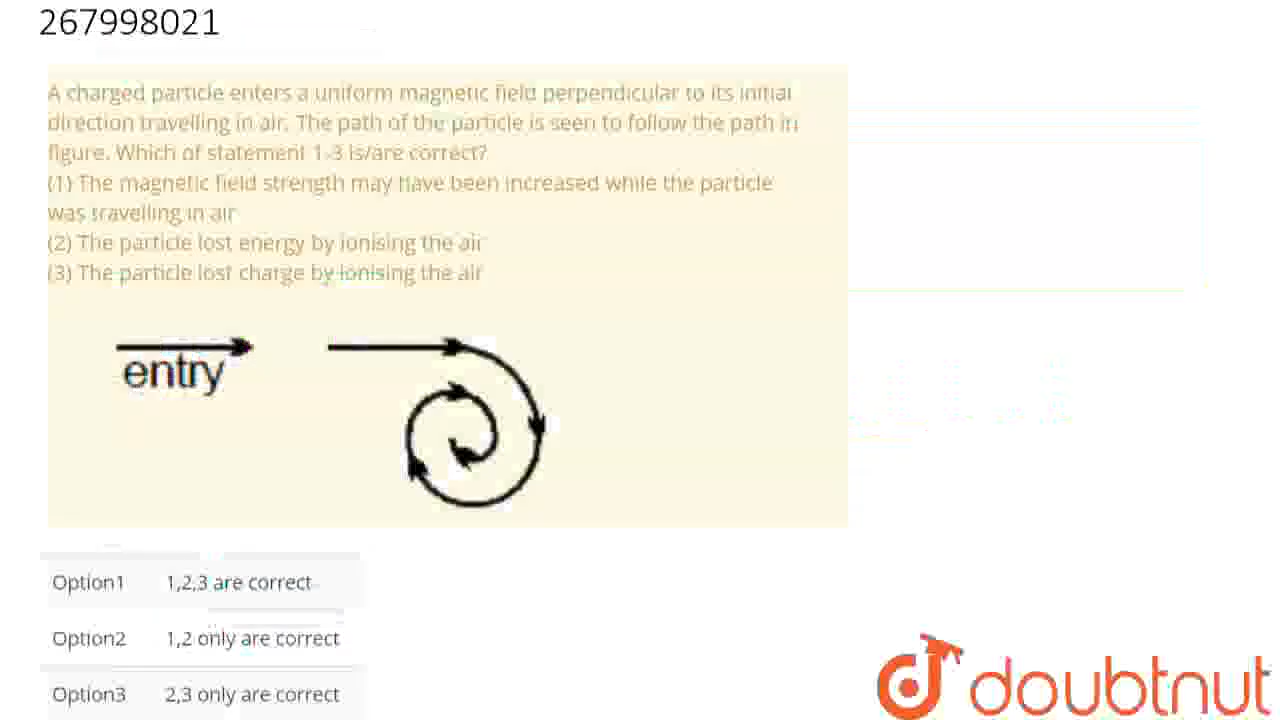 267998021
A charged particle enters a uniform magnetic field perpendicular to its initial
direction travelling in air. The path of the particle is seen to follow the path in
figure. Which of statement 1-3 is/are correct?
(1) The magnetic field strength may have been increased while the particle
was travelling in air
(2) The particle lost energy by ionising the air
(3) The particle lost charge by ionising the air
entry
Option1 1,2,3 are correct
Option2 1,2 only are correct
Option3 2,3 only are correct
doubtnut